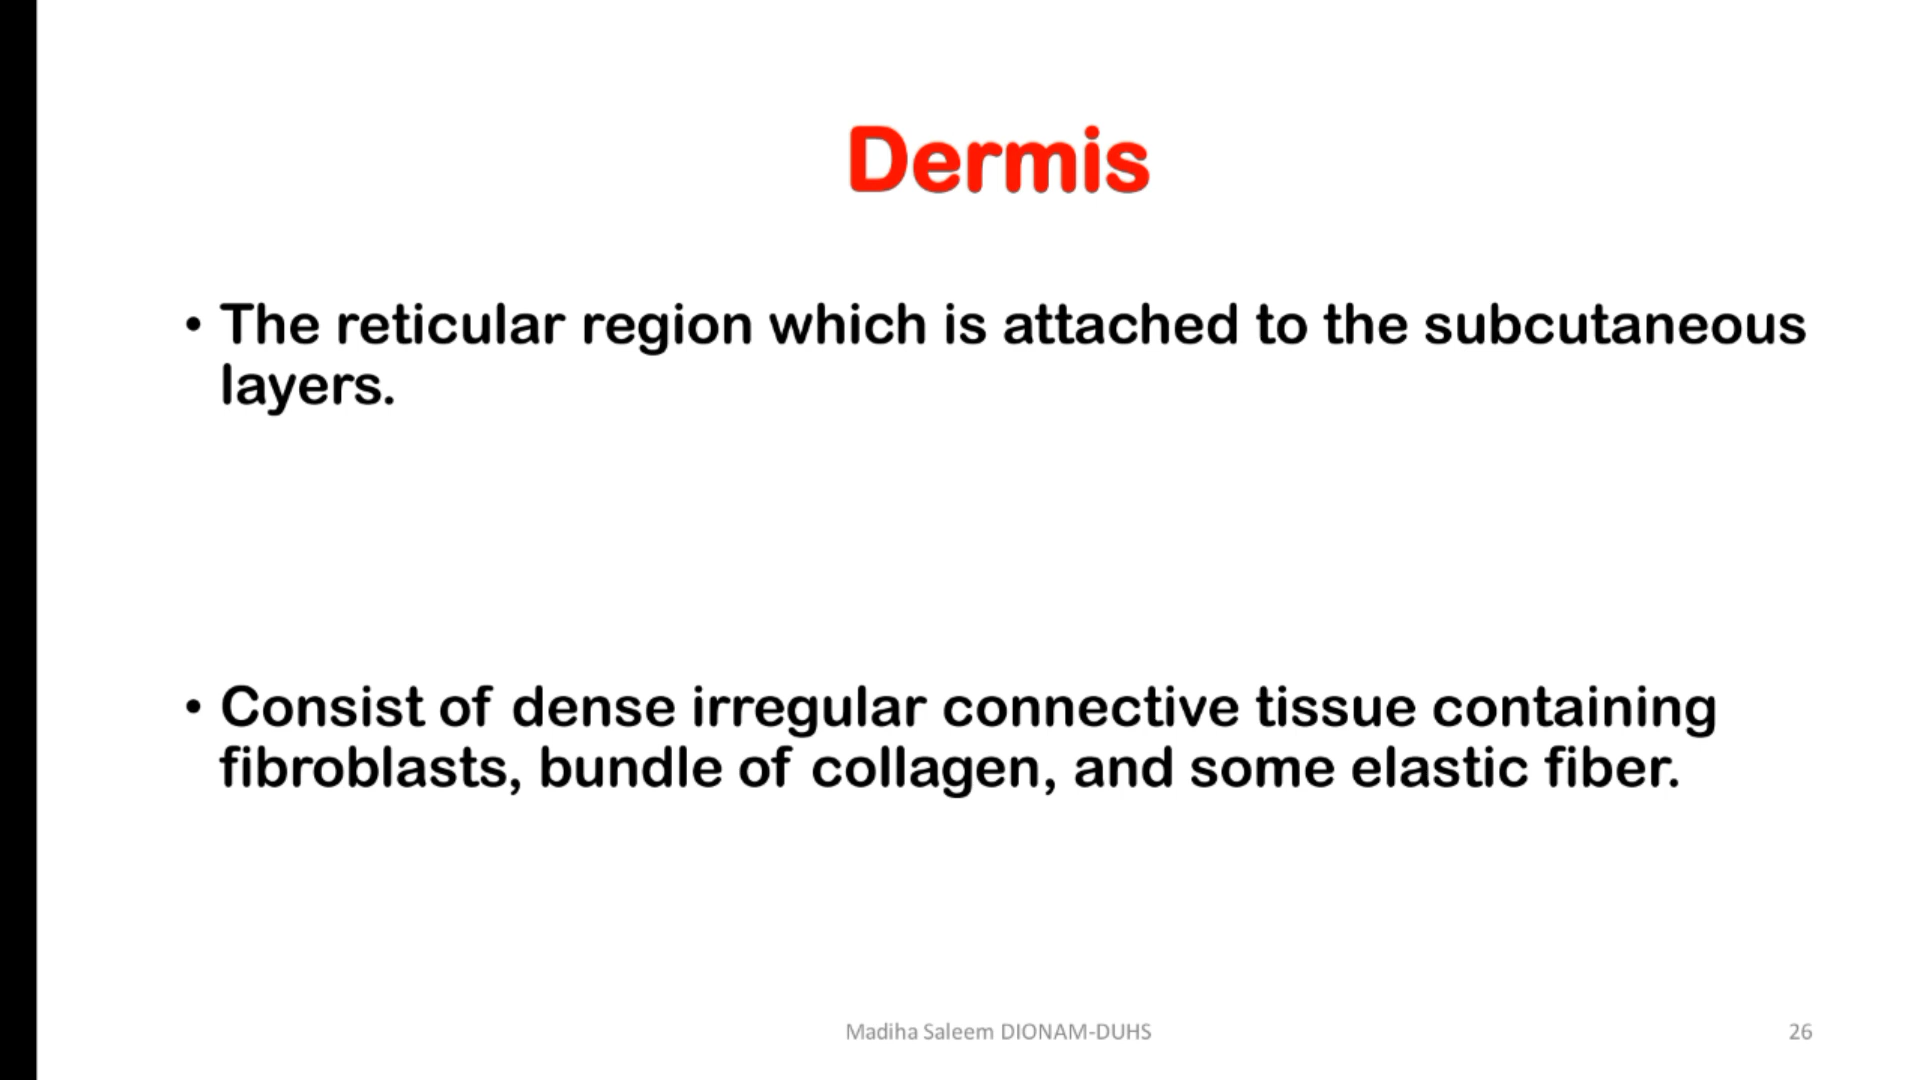 Dermis
• The reticular region which is attached to the subcutaneous
layers.
• Consist of dense irregular connective tissue containing
fibroblasts, bundle of collagen, and some elastic fiber.
Madiha Saleem DIONAM-DUHS
26